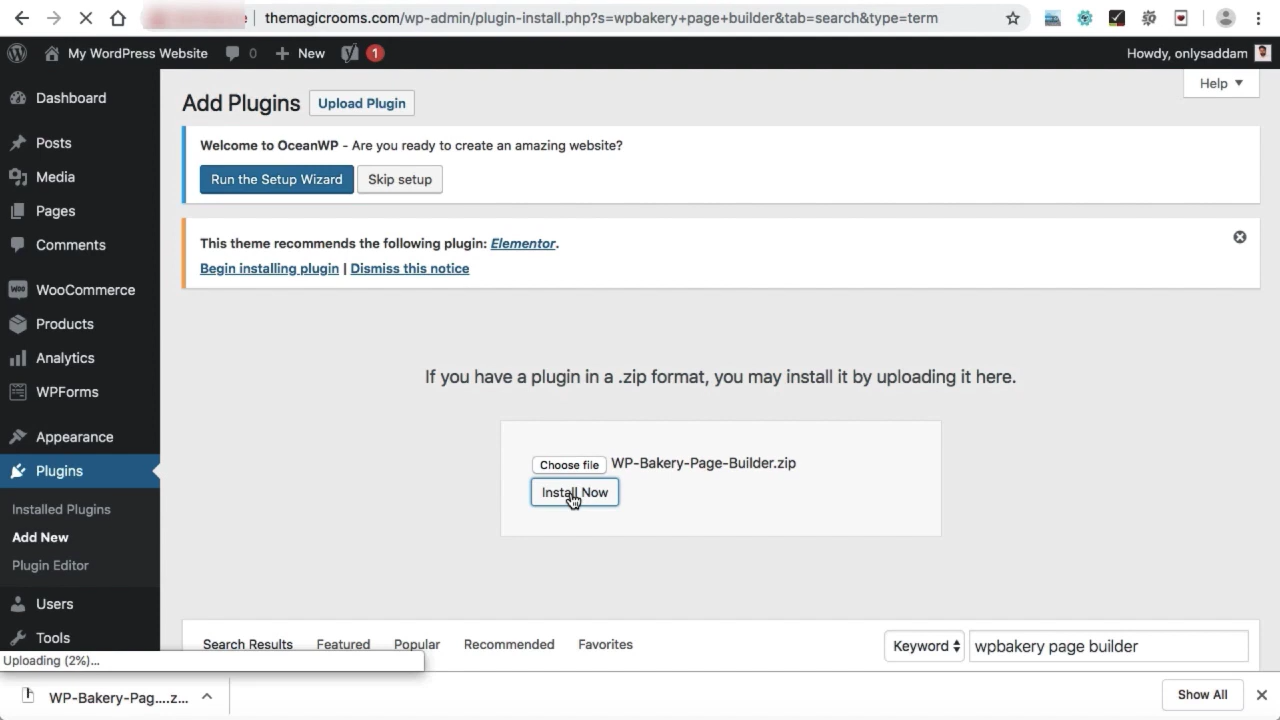 themagicrooms.com/wp-admin/plugin-install.php?s=wpbakery+page+builder&tab=search&type=term
My WordPress Website 0 New 1 Howdy, onlysaddam
Dashboard
Posts
Media
Pages
Comments
WooCommerce
Products
Analytics
WPForms
Appearance
Plugins
Installed Plugins
Add New
Plugin Editor
Users
Tools
Add Plugins Upload Plugin Help
Welcome to OceanWP - Are you ready to create an amazing website?
Run the Setup Wizard Skip setup
This theme recommends the following plugin: Elementor.
Begin installing plugin | Dismiss this notice
If you have a plugin in a .zip format, you may install it by uploading it here.
Choose file WP-Bakery-Page-Builder.zip
Install Now
Search Results Featured Popular Recommended Favorites Keyword wpbakery page builder
Uploading (2%)...
WP-Bakery-Pag....z... Show All